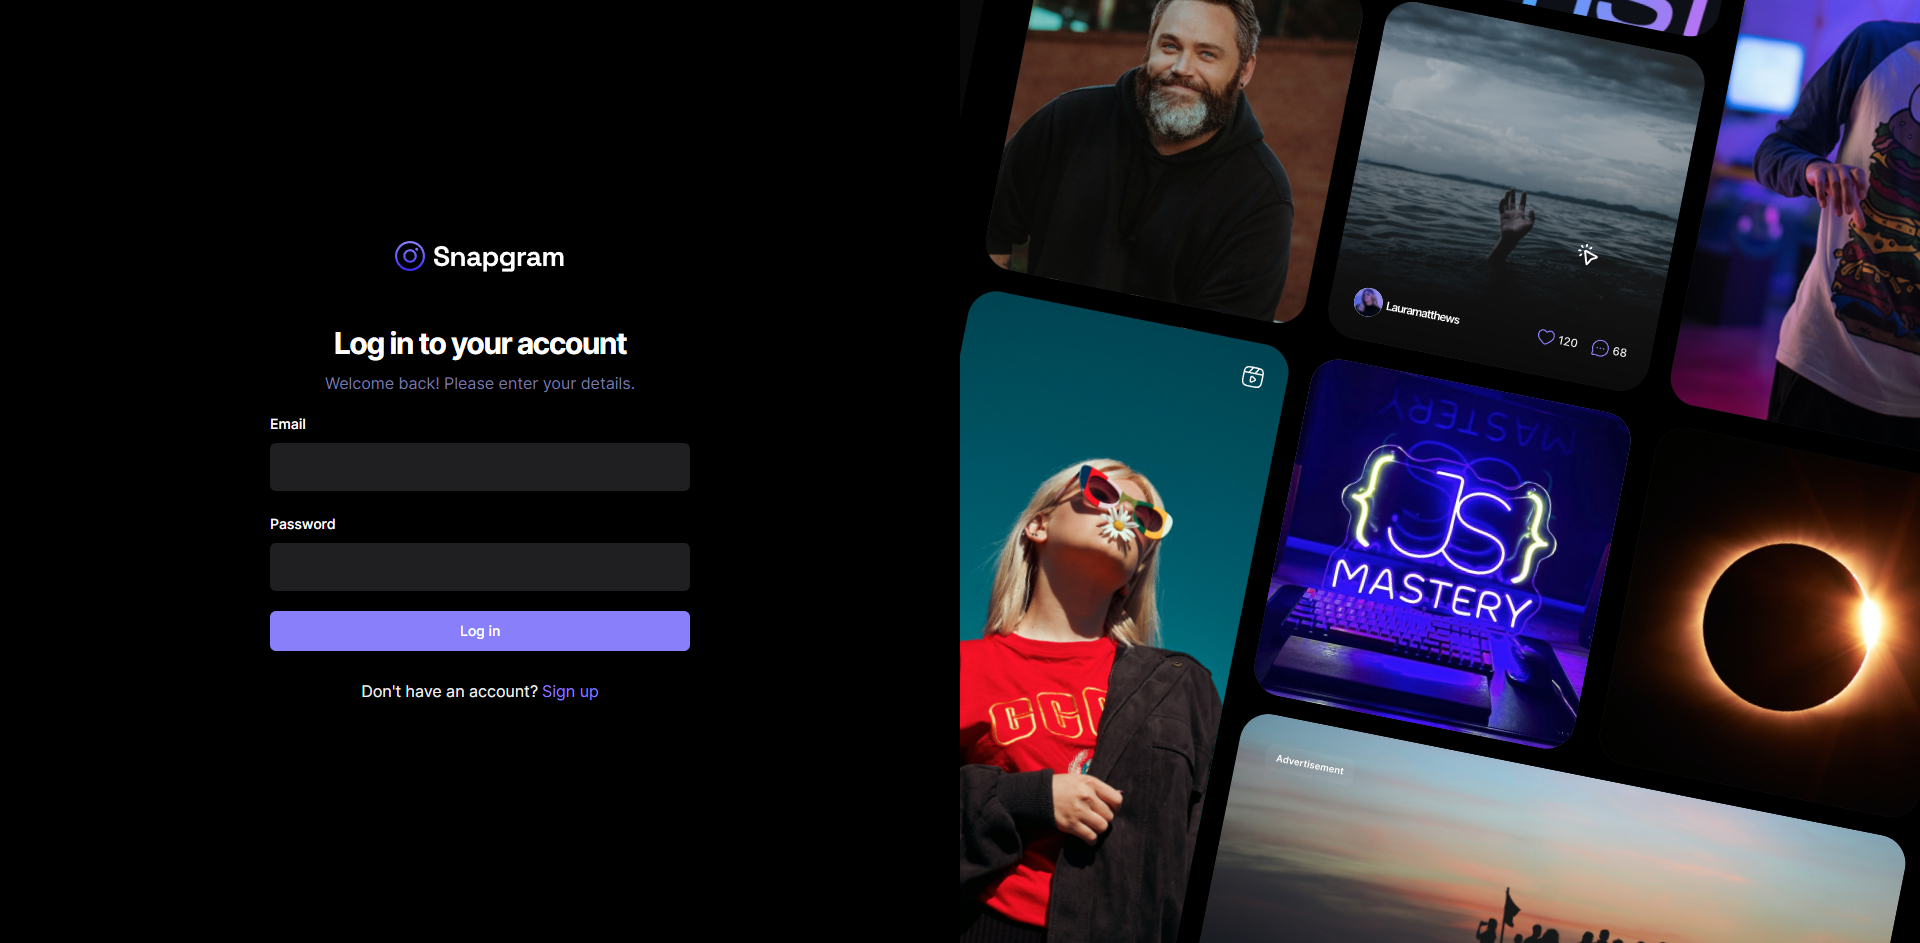 Snapgram
Log in to your account
Welcome back! Please enter your details.
Email
Password
Log in
Don't have an account? Sign up
Lauramatthews
120
68
MASTERY
{JS}
MASTERY
CCC
Advertisement